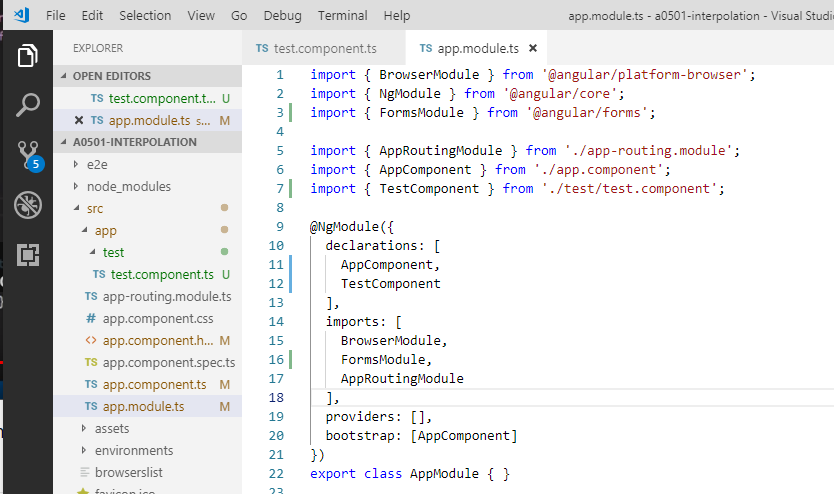 File Edit Selection View Go Debug Terminal Help app.module.ts - a0501-interpolation - Visual Studi
EXPLORER
OPEN EDITORS
TS test.component.t... U
TS app.module.ts s... M
A0501-INTERPOLATION
e2e
node_modules
src
app
test
TS test.component.ts U
TS app-routing.module.ts
# app.component.css
<> app.component.h... M
TS app.component.spec.ts
TS app.component.ts M
TS app.module.ts M
assets
environments
browserslist
favicon.ico
5
TS test.component.ts TS app.module.ts
1 import { BrowserModule } from '@angular/platform-browser';
2 import { NgModule } from '@angular/core';
3 import { FormsModule } from '@angular/forms';
4
5 import { AppRoutingModule } from './app-routing.module';
6 import { AppComponent } from './app.component';
7 import { TestComponent } from './test/test.component';
8
9 @NgModule({
10 declarations: [
11 AppComponent,
12 TestComponent
13 ],
14 imports: [
15 BrowserModule,
16 FormsModule,
17 AppRoutingModule
18 ],
19 providers: [],
20 bootstrap: [AppComponent]
21 })
22 export class AppModule { }
23